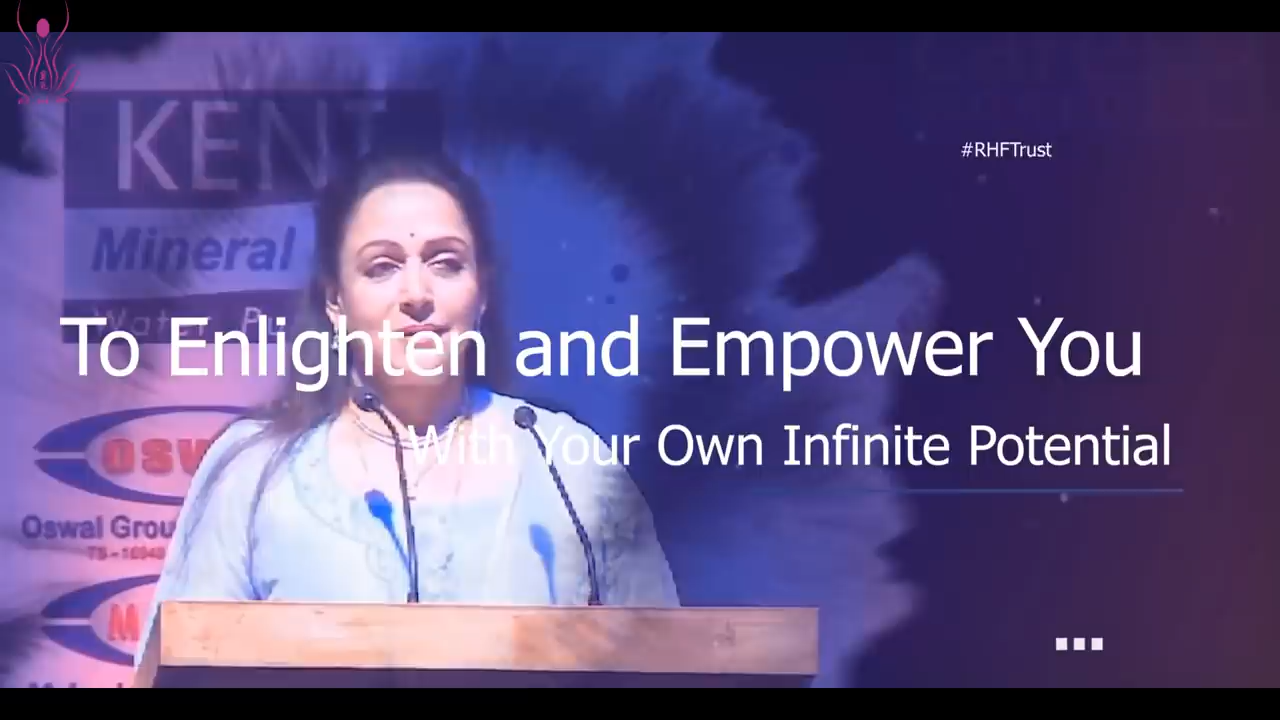 KENT
Mineral
#RHFTrust
To Enlighten and Empower You
With Your Own Infinite Potential
Oswal Grou